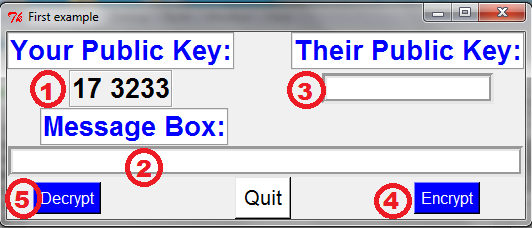 First example
Your Public Key: Their Public Key:
1 17 3233 3
Message Box:
2
5 Decrypt Quit 4 Encrypt